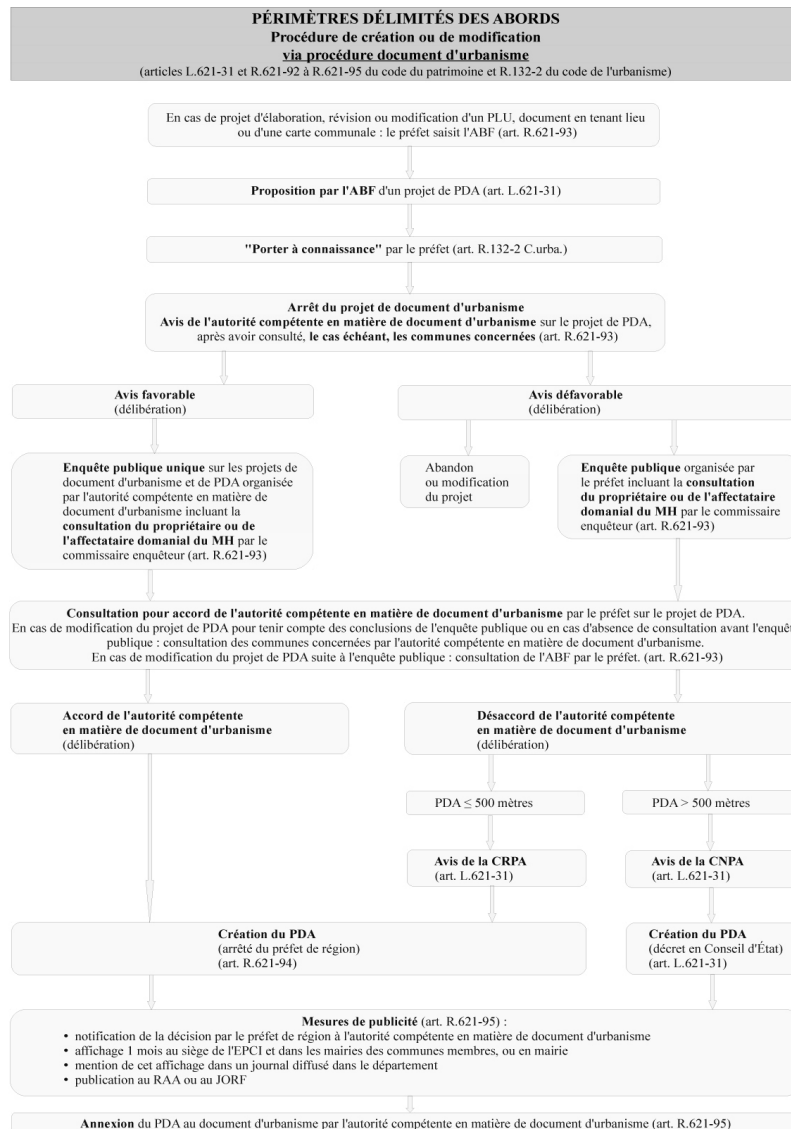 PÉRIMÈTRES DÉLIMITÉS DES ABORDS
Procédure de création ou de modification
via procédure document d'urbanisme
(articles L.621-31 et R.621-92 à R.621-95 du code du patrimoine et R.132-2 du code de l'urbanisme)
En cas de projet d'élaboration, révision ou modification d'un PLU, document en tenant lieu
ou d'une carte communale : le préfet saisit l'ABF (art. R.621-93)
Proposition par l'ABF d'un projet de PDA (art. L.621-31)
"Porter à connaissance" par le préfet (art. R.132-2 C.urba.)
Arrêt du projet de document d'urbanisme
Avis de l'autorité compétente en matière de document d'urbanisme sur le projet de PDA,
après avoir consulté, le cas échéant, les communes concernées (art. R.621-93)
Avis favorable
(délibération)
Avis défavorable
(délibération)
Enquête publique unique sur les projets de
document d'urbanisme et de PDA organisée
par l'autorité compétente en matière de
document d'urbanisme incluant la
consultation du propriétaire ou de
l'affectataire domanial du MH par le
commissaire enquêteur (art. R.621-93)
Abandon
ou modification
du projet
Enquête publique organisée par
le préfet incluant la consultation
du propriétaire ou de l'affectataire
domanial du MH par le commissaire
enquêteur (art. R.621-93)
Consultation pour accord de l'autorité compétente en matière de document d'urbanisme par le préfet sur le projet de PDA.
En cas de modification du projet de PDA pour tenir compte des conclusions de l'enquête publique ou en cas d'absence de consultation avant l'enquêt
publique : consultation des communes concernées par l'autorité compétente en matière de document d'urbanisme.
En cas de modification du projet de PDA suite à l'enquête publique : consultation de l'ABF par le préfet. (art. R.621-93)
Accord de l'autorité compétente
en matière de document d'urbanisme
(délibération)
Désaccord de l'autorité compétente
en matière de document d'urbanisme
(délibération)
PDA ≤ 500 mètres
PDA > 500 mètres
Avis de la CRPA
(art. L.621-31)
Avis de la CNPA
(art. L.621-31)
Création du PDA
(arrêté du préfet de région)
(art. R.621-94)
Création du PDA
(décret en Conseil d'État)
(art. L.621-31)
Mesures de publicité (art. R.621-95) :
• notification de la décision par le préfet de région à l'autorité compétente en matière de document d'urbanisme
• affichage 1 mois au siège de l'EPCI et dans les mairies des communes membres, ou en mairie
• mention de cet affichage dans un journal diffusé dans le département
• publication au RAA ou au JORF
Annexion du PDA au document d'urbanisme par l'autorité compétente en matière de document d'urbanisme (art. R.621-95)